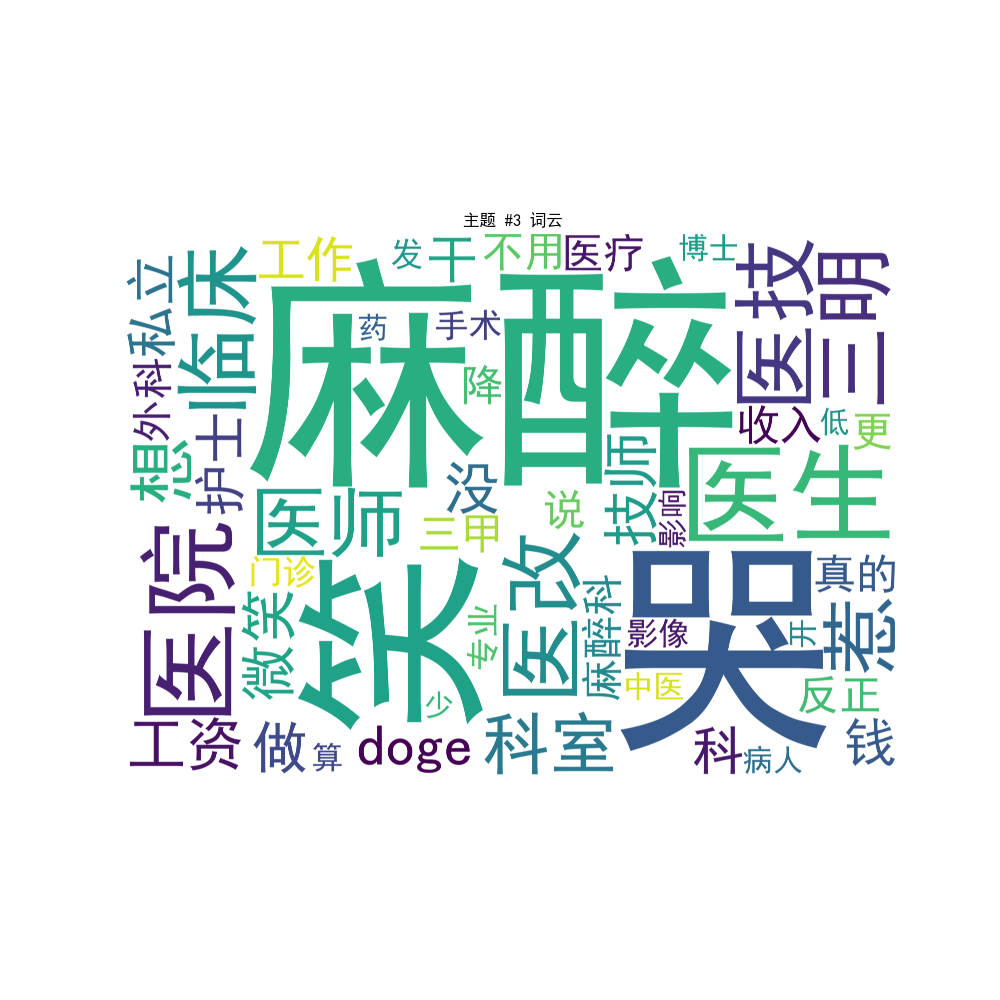 主题 #3 词云
工作
发
干
不用
医疗
博士
私立
临床
麻醉
药
手术
医技
三明
外科
降
收入
低
更
想
护士
没
技师
医生
医师
三甲
说
影响
医院
门诊
笑
医改
哭
真的
微笑
专业
麻醉科
影像
开
惹
少
中医
反正
工资
做
算
doge
科室
科
病人
钱